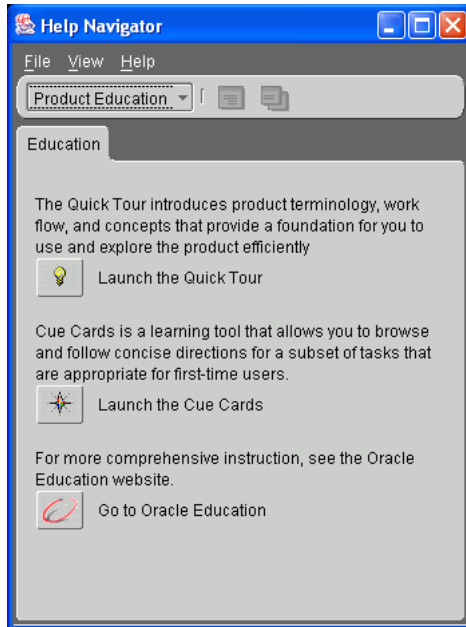 Help Navigator
File View Help
Product Education
Education
The Quick Tour introduces product terminology, work
flow, and concepts that provide a foundation for you to
use and explore the product efficiently
Launch the Quick Tour
Cue Cards is a learning tool that allows you to browse
and follow concise directions for a subset of tasks that
are appropriate for first-time users.
Launch the Cue Cards
For more comprehensive instruction, see the Oracle
Education website.
Go to Oracle Education